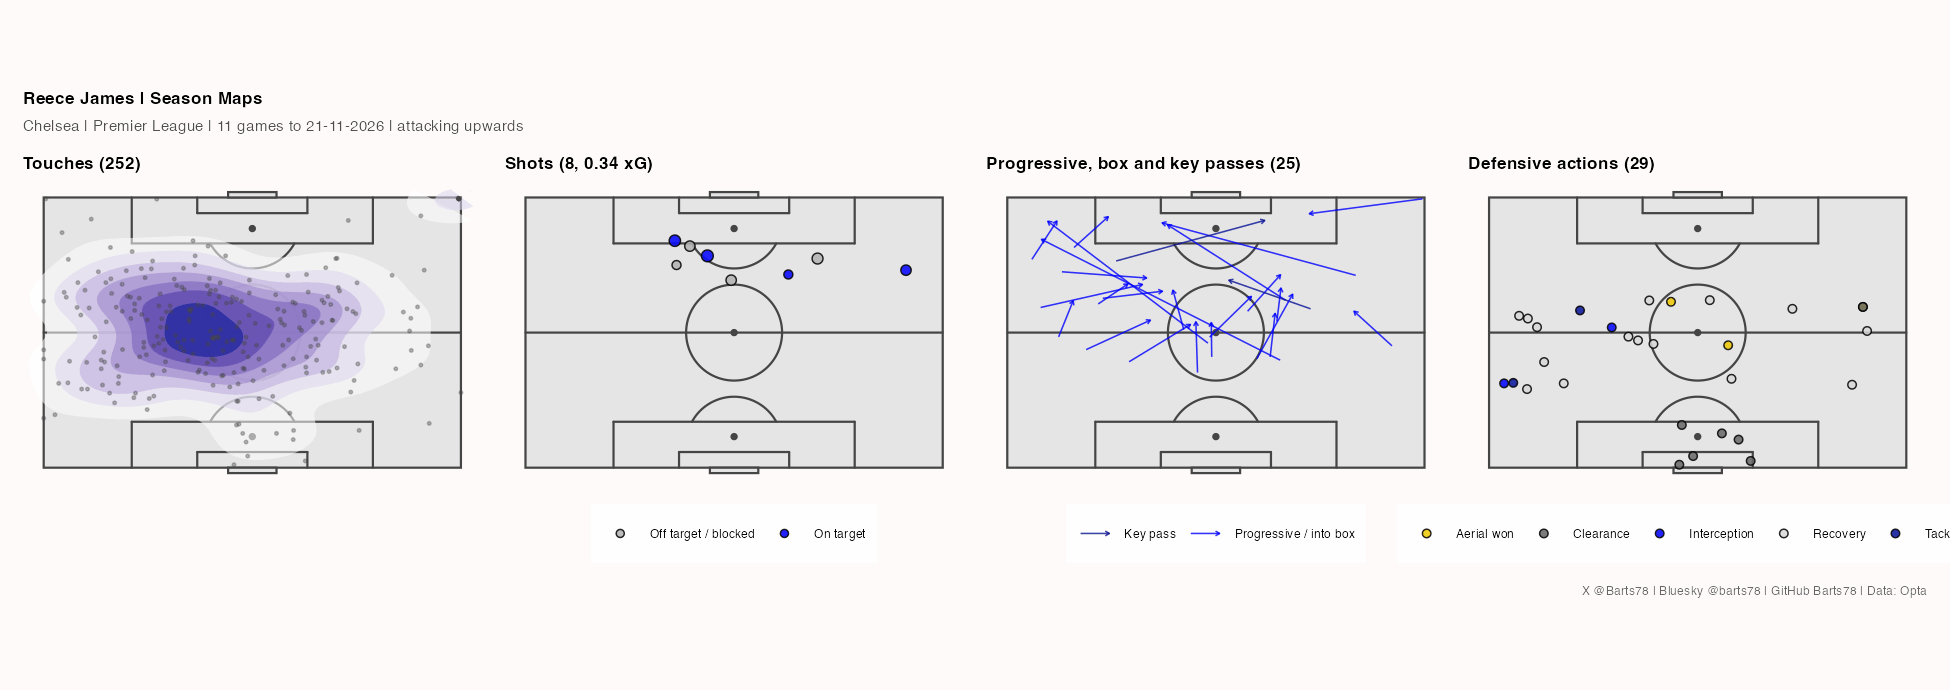 Reece James | Season Maps
Chelsea | Premier League | 11 games to 21-11-2026 | attacking upwards
Touches (252)
Shots (8, 0.34 xG)
Progressive, box and key passes (25)
Defensive actions (29)
Off target / blocked
On target
Key pass
Progressive / into box
Aerial won
Clearance
Interception
Recovery
Tack
X @Barts78 | Bluesky @barts78 | GitHub Barts78 | Data: Opta